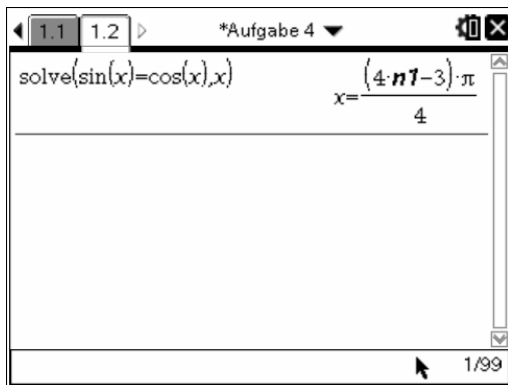 1.1 1.2 *Aufgabe 4
solve(sin(x)=cos(x),x) x=(4·n1−3)·π/4
1/99